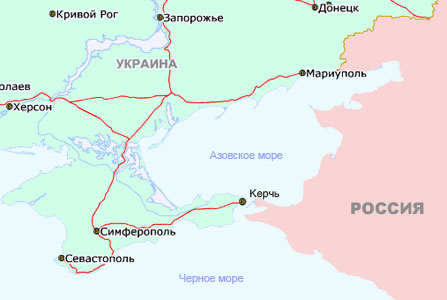 Донецк
Кривой Рог
Запорожье
УКРАИНА
Мариуполь
олаев
Херсон
Азовское море
Керчь
РОССИЯ
Симферополь
Севастополь
Черное море